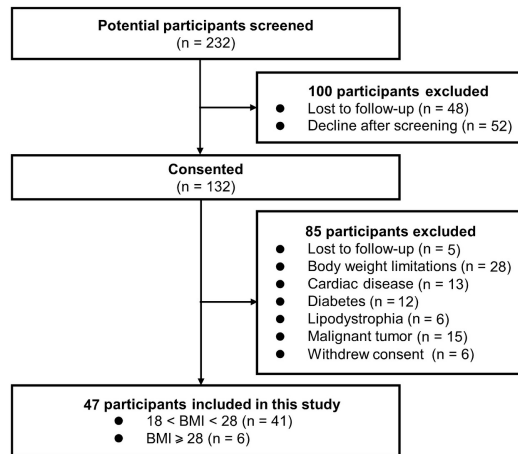 Potential participants screened
(n = 232)
100 participants excluded
● Lost to follow-up (n = 48)
● Decline after screening (n = 52)
Consented
(n = 132)
85 participants excluded
● Lost to follow-up (n = 5)
● Body weight limitations (n = 28)
● Cardiac disease (n = 13)
● Diabetes (n = 12)
● Lipodystrophia (n = 6)
● Malignant tumor (n = 15)
● Withdrew consent (n = 6)
47 participants included in this study
● 18 < BMI < 28 (n = 41)
● BMI ⩾ 28 (n = 6)